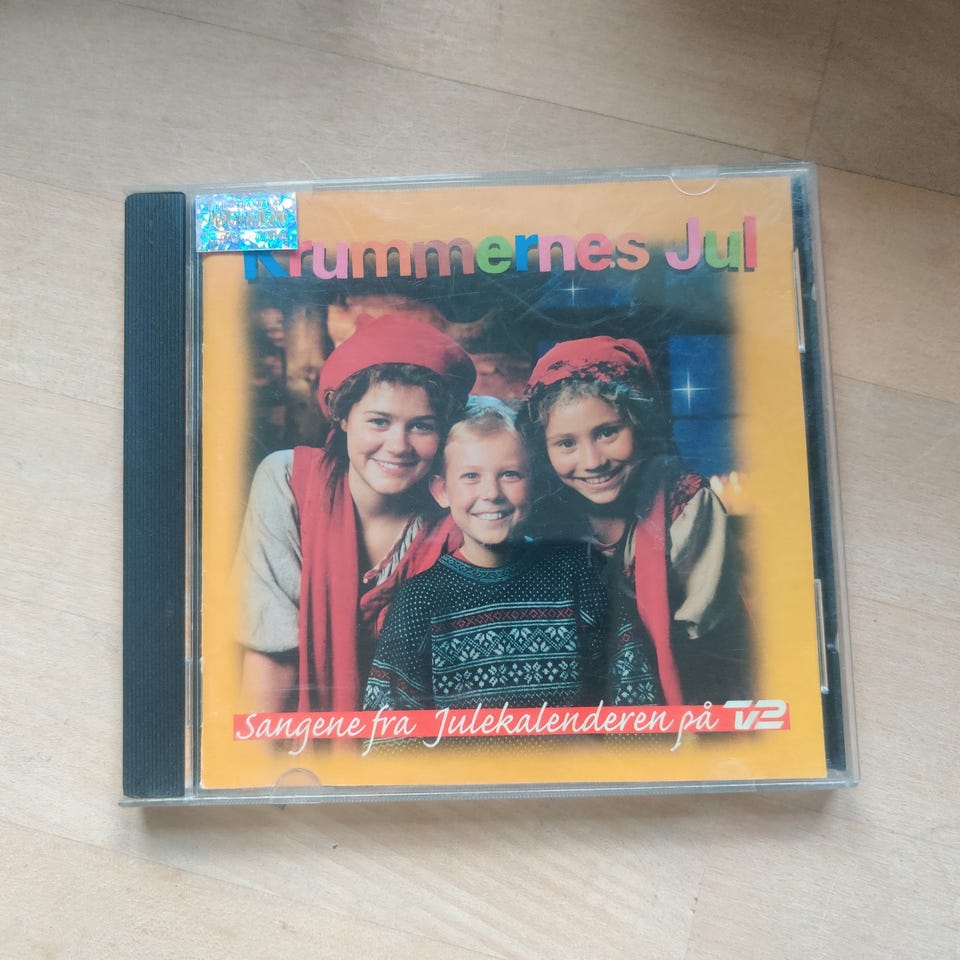 Krummernes Jul
Sangene fra Julekalenderen på TV2